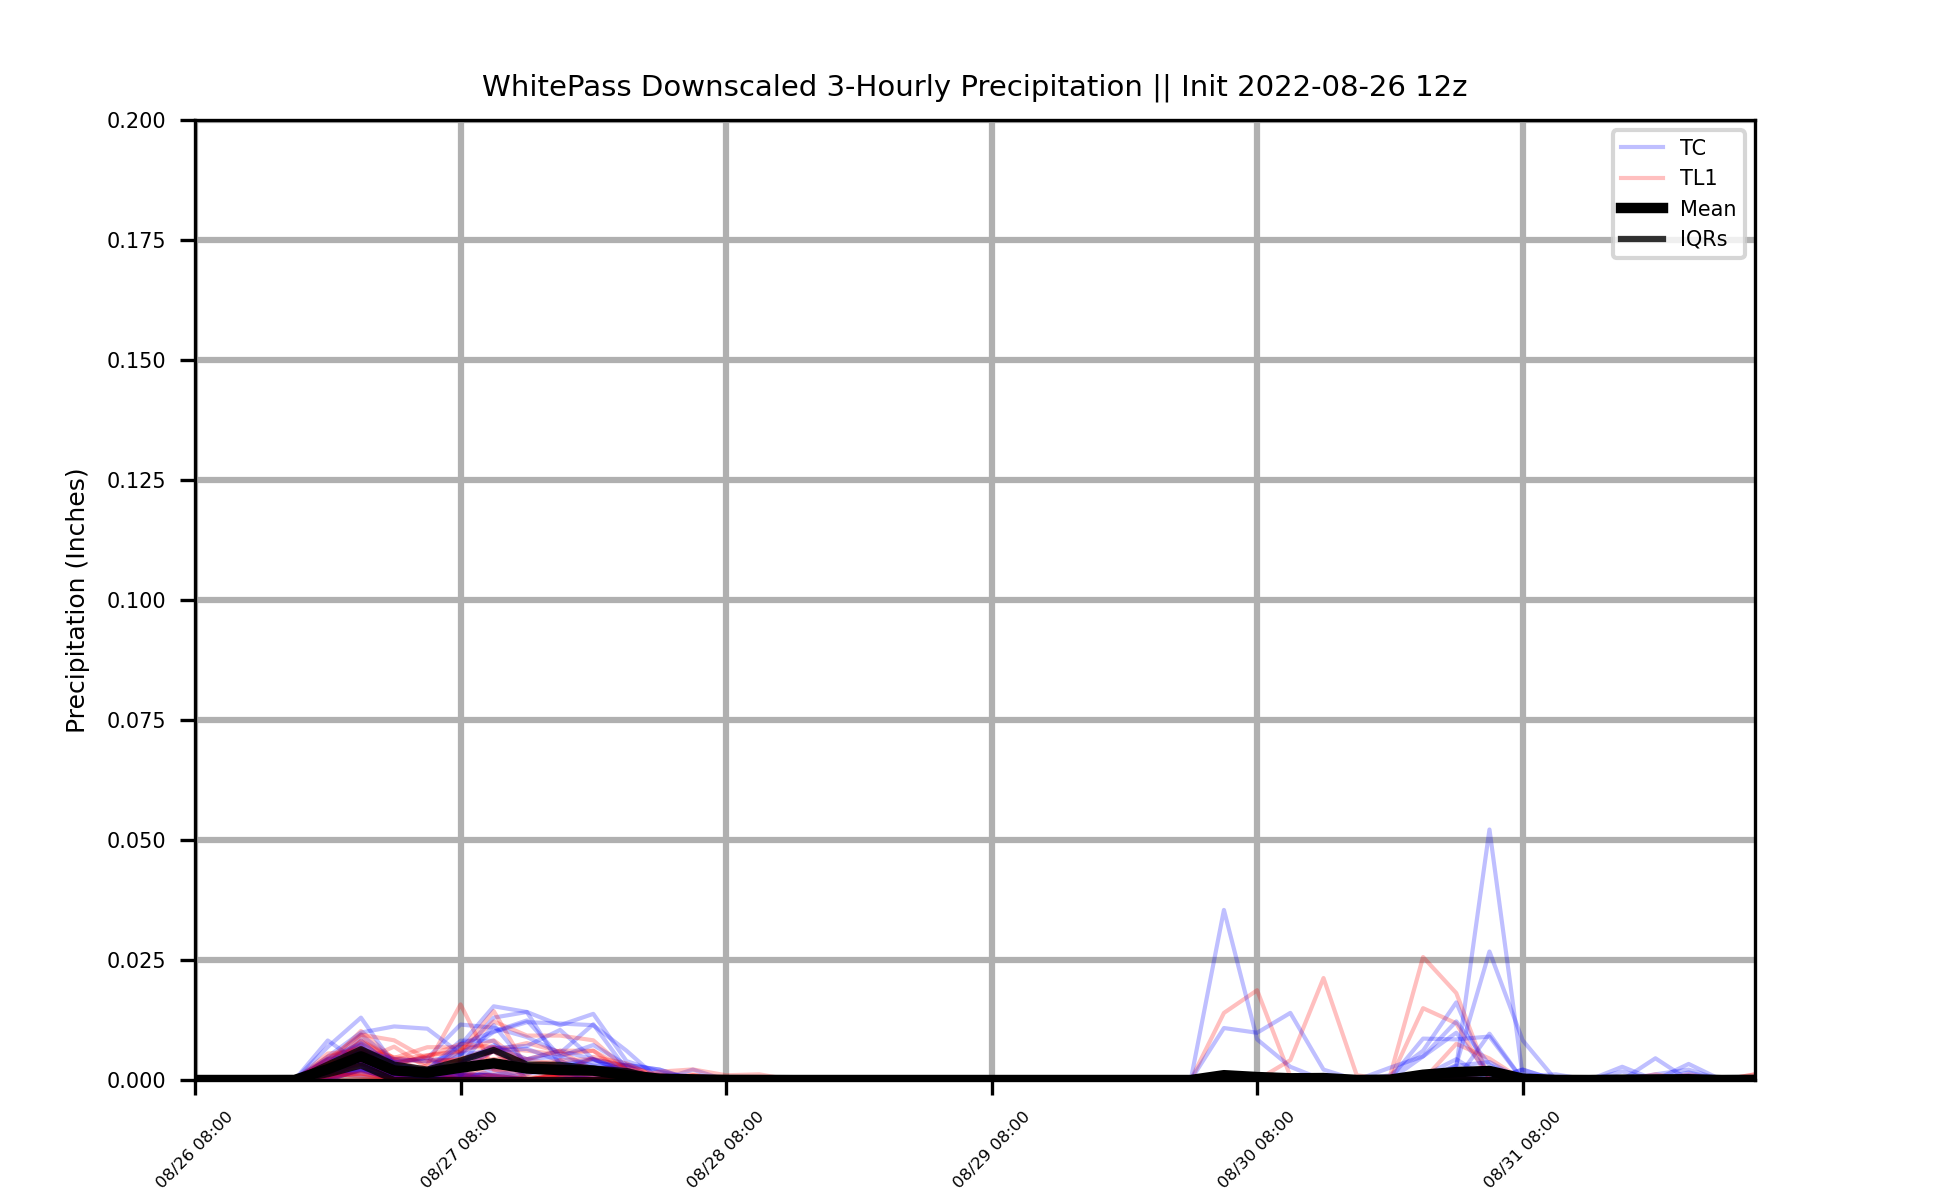 WhitePass Downscaled 3-Hourly Precipitation || Init 2022-08-26 12z
TC
TL1
Mean
IQRs
Precipitation (Inches)
0.200
0.175
0.150
0.125
0.100
0.075
0.050
0.025
0.000
08/26 08:00
08/27 08:00
08/28 08:00
08/29 08:00
08/30 08:00
08/31 08:00